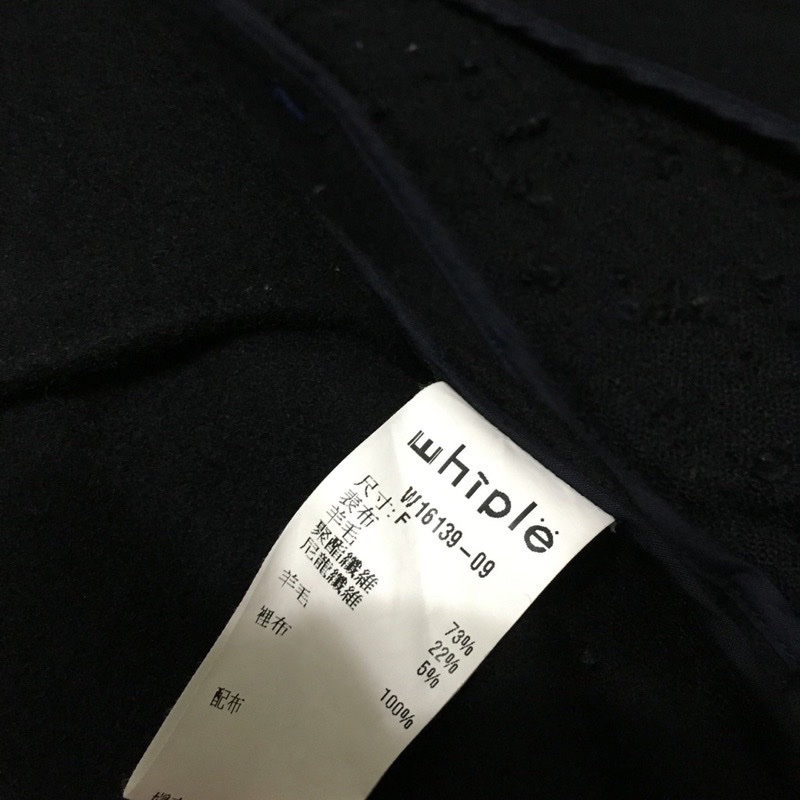 whiple
W16139-09
尺寸:F
表布
羊毛 73%
聚酯纖維 22%
尼龍纖維 5%
羊毛 100%
裡布
配布